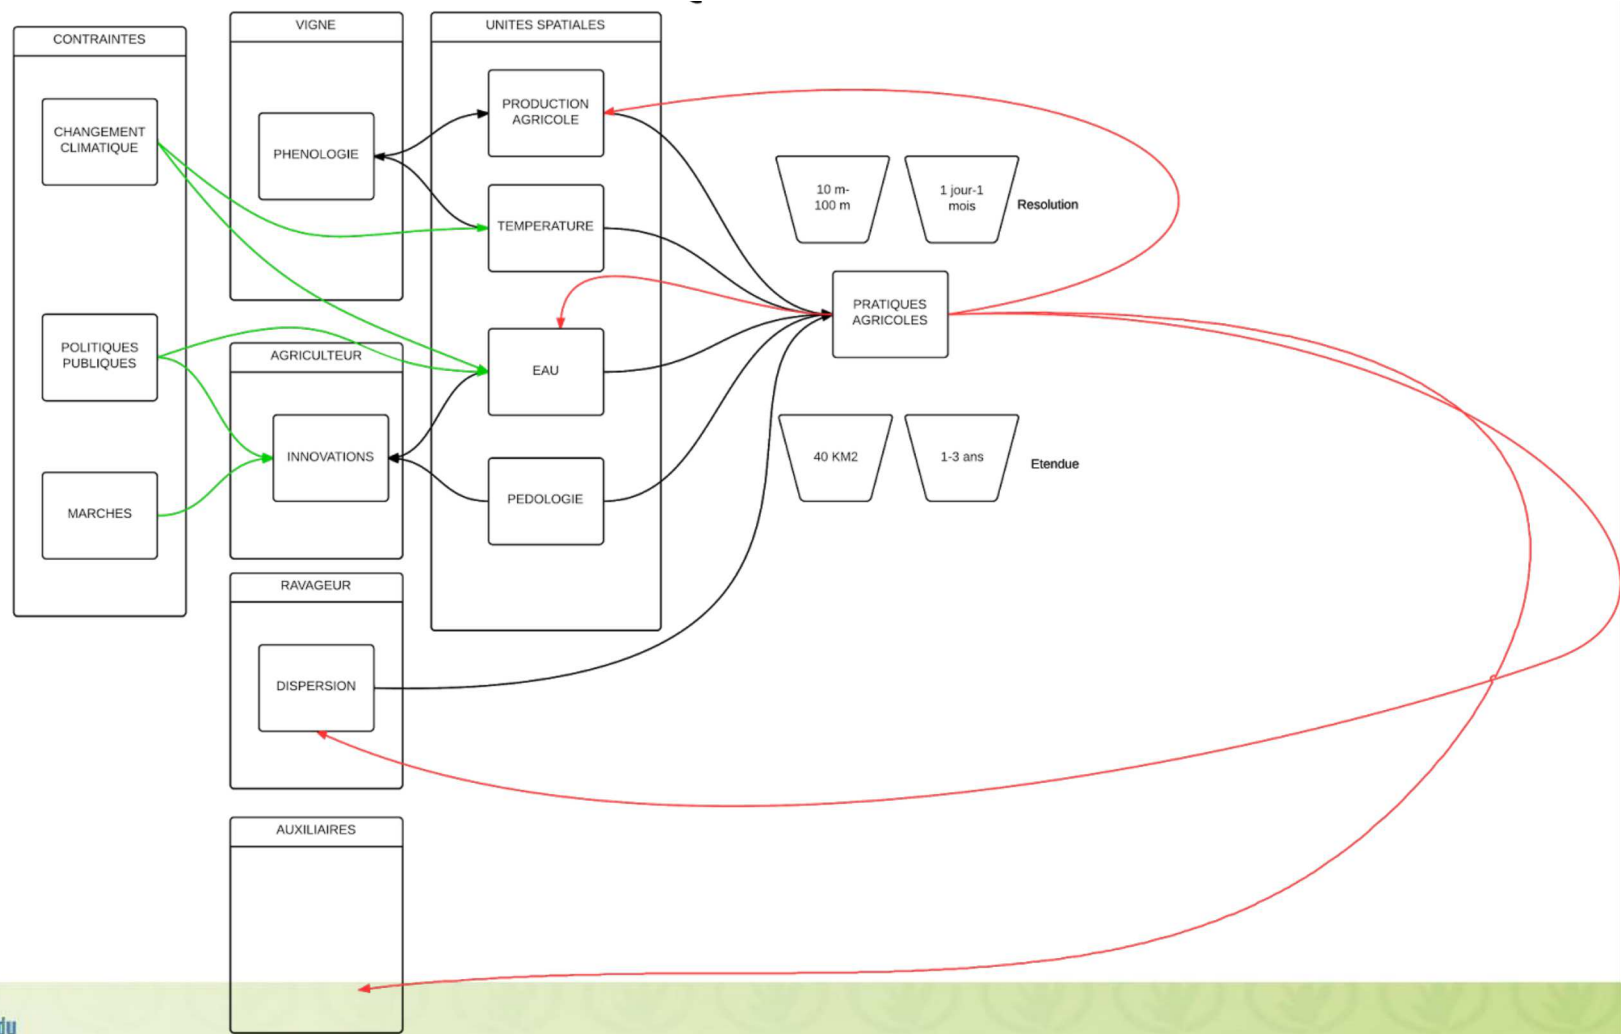 CONTRAINTES
CHANGEMENT
CLIMATIQUE
POLITIQUES
PUBLIQUES
MARCHES
VIGNE
PHENOLOGIE
AGRICULTEUR
INNOVATIONS
RAVAGEUR
DISPERSION
AUXILIAIRES
UNITES SPATIALES
PRODUCTION
AGRICOLE
TEMPERATURE
EAU
PEDOLOGIE
10 m-
100 m
1 jour-1
mois
Resolution
PRATIQUES
AGRICOLES
40 KM2
1-3 ans
Etendue
du